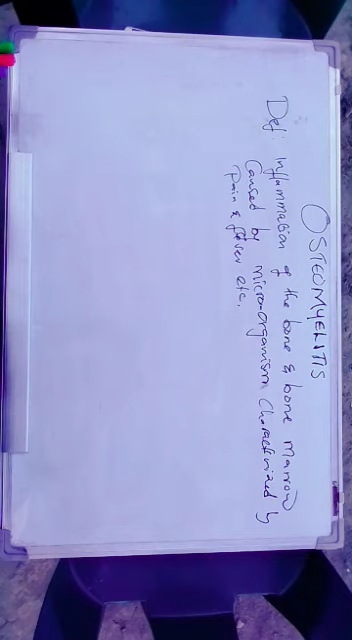 OSTEOMYELITIS
Def: Inflammation of the bone & bone marrow
Caused by micro-organism Characterized by
Pain & fever etc.